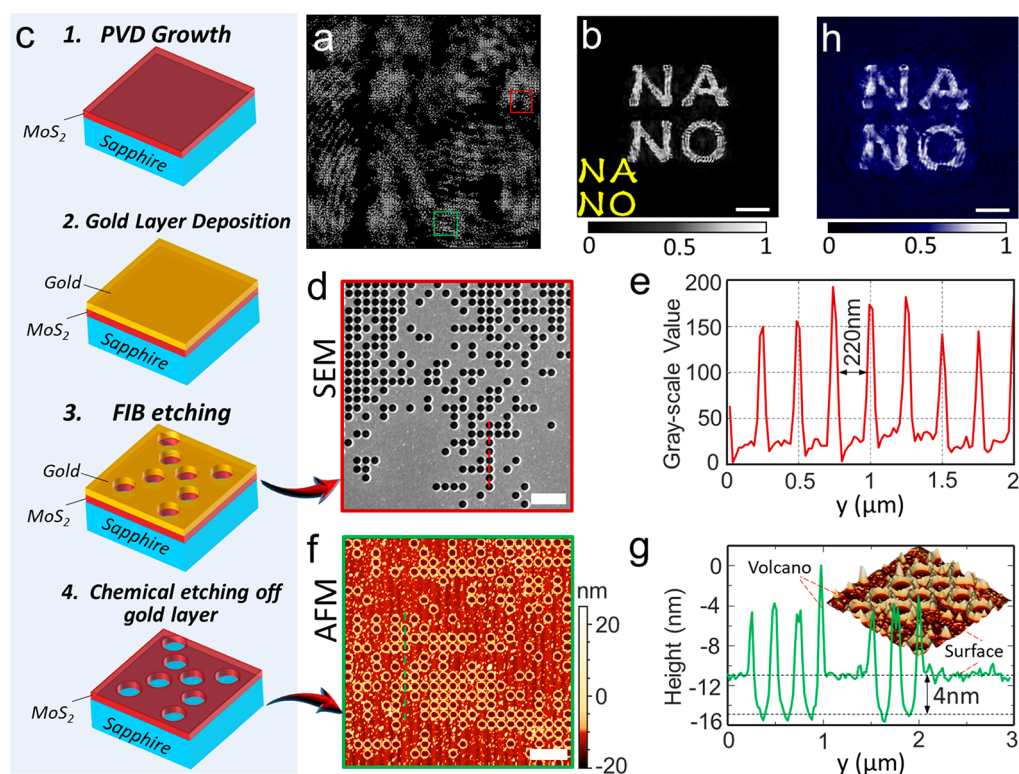 c
1. PVD Growth
MoS2
Sapphire
2. Gold Layer Deposition
Gold
MoS2
Sapphire
3. FIB etching
Gold
MoS2
Sapphire
4. Chemical etching off
gold layer
MoS2
Sapphire
a
b
NA
NO
NA
NO
0 0.5 1
h
NA
NO
0 0.5 1
d
SEM
e
Gray-scale Value
200
150
100
50
0
220nm
0 0.5 1 1.5 2
y (µm)
f
AFM
nm
20
0
-20
g
Height (nm)
0
-4
-8
-12
-16
Volcano
Surface
4nm
0 1 2 3
y (µm)